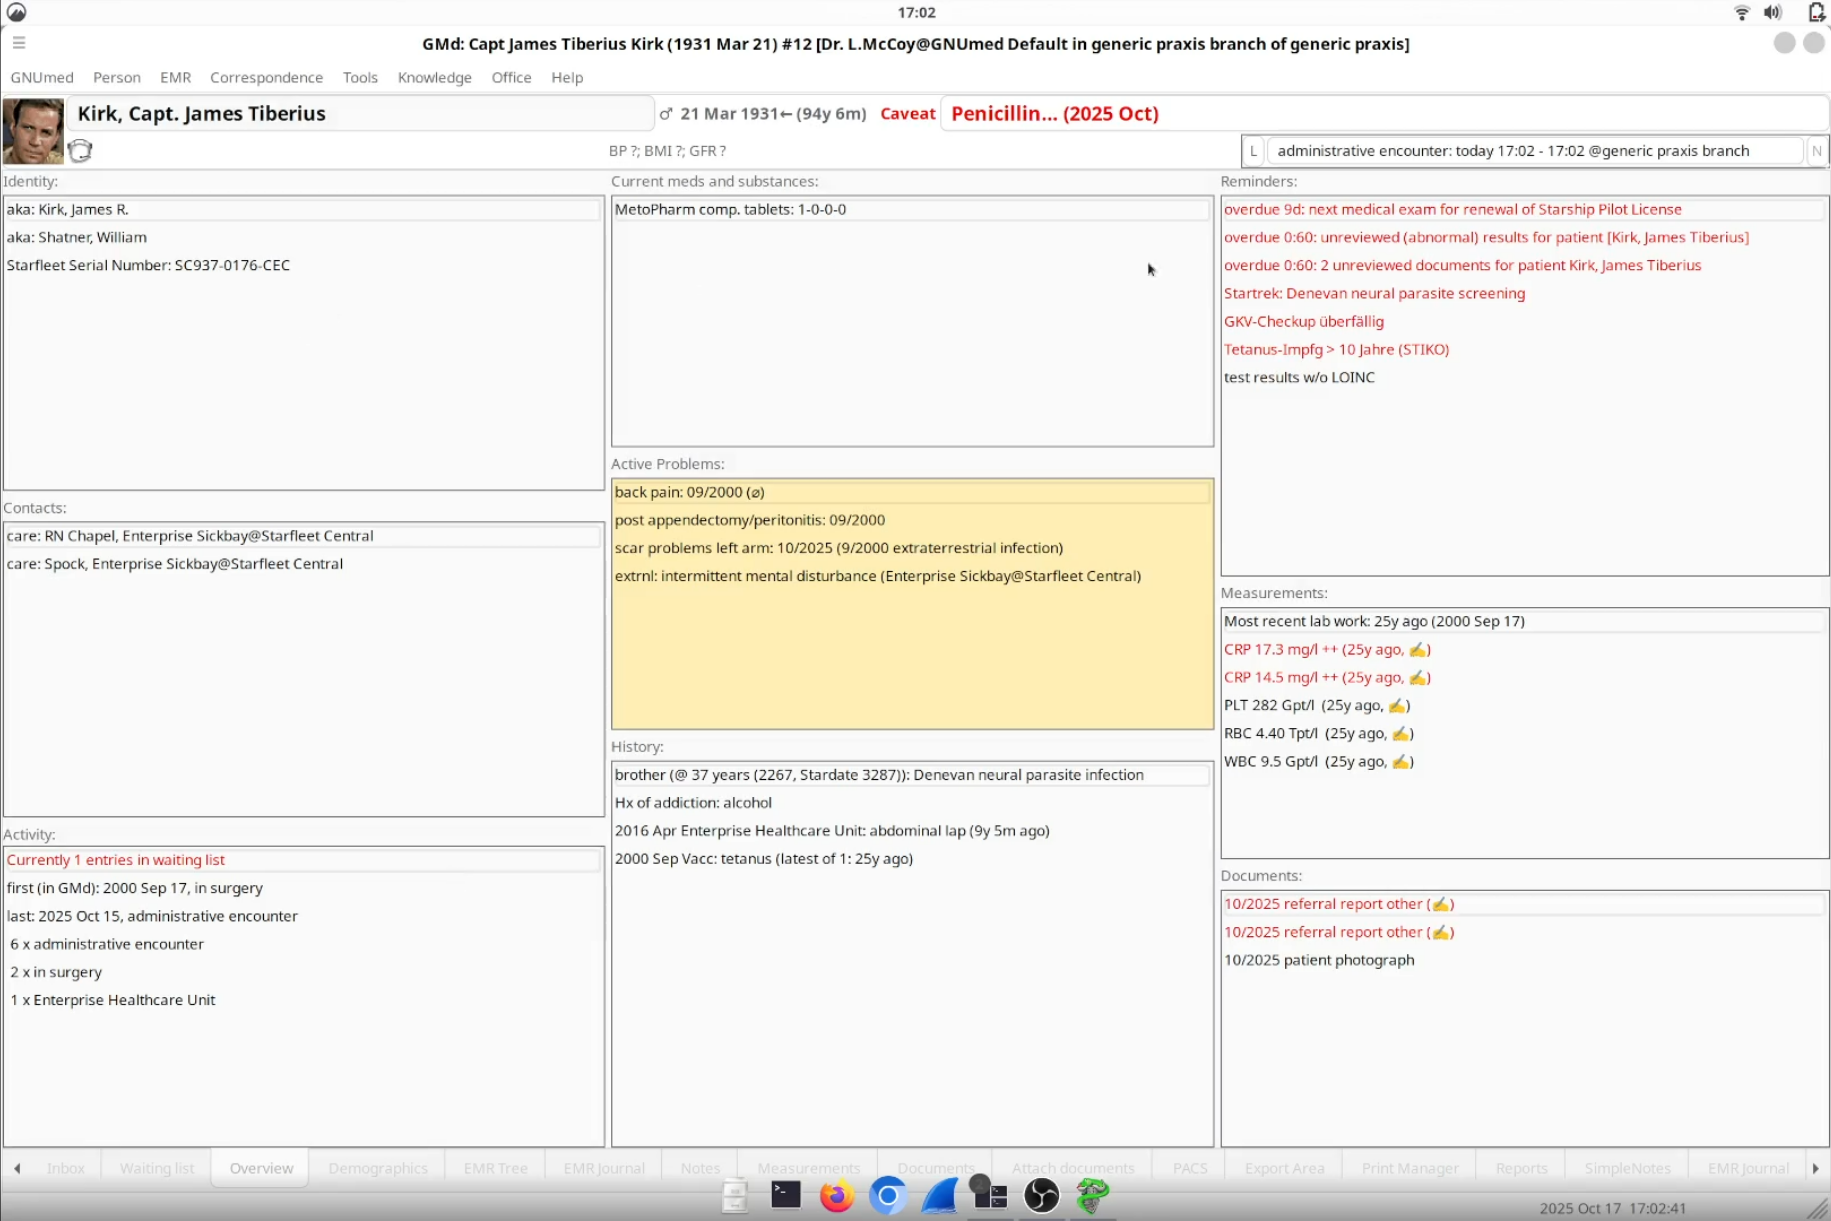 17:02
GMd: Capt James Tiberius Kirk (1931 Mar 21) #12 [Dr. L.McCoy@GNUmed Default in generic praxis branch of generic praxis]
GNUmed Person EMR Correspondence Tools Knowledge Office Help
Kirk, Capt. James Tiberius
♂ 21 Mar 1931← (94y 6m) Caveat Penicillin... (2025 Oct)
BP ?; BMI ?; GFR ?
L administrative encounter: today 17:02 - 17:02 @generic praxis branch N
Identity:
aka: Kirk, James R.
aka: Shatner, William
Starfleet Serial Number: SC937-0176-CEC
Contacts:
care: RN Chapel, Enterprise Sickbay@Starfleet Central
care: Spock, Enterprise Sickbay@Starfleet Central
Activity:
Currently 1 entries in waiting list
first (in GMd): 2000 Sep 17, in surgery
last: 2025 Oct 15, administrative encounter
6 x administrative encounter
2 x in surgery
1 x Enterprise Healthcare Unit
Current meds and substances:
MetoPharm comp. tablets: 1-0-0-0
Active Problems:
back pain: 09/2000 (⌀)
post appendectomy/peritonitis: 09/2000
scar problems left arm: 10/2025 (9/2000 extraterrestrial infection)
extrnl: intermittent mental disturbance (Enterprise Sickbay@Starfleet Central)
History:
brother (@ 37 years (2267, Stardate 3287)): Denevan neural parasite infection
Hx of addiction: alcohol
2016 Apr Enterprise Healthcare Unit: abdominal lap (9y 5m ago)
2000 Sep Vacc: tetanus (latest of 1: 25y ago)
Reminders:
overdue 9d: next medical exam for renewal of Starship Pilot License
overdue 0:60: unreviewed (abnormal) results for patient [Kirk, James Tiberius]
overdue 0:60: 2 unreviewed documents for patient Kirk, James Tiberius
Startrek: Denevan neural parasite screening
GKV-Checkup überfällig
Tetanus-Impfg > 10 Jahre (STIKO)
test results w/o LOINC
Measurements:
Most recent lab work: 25y ago (2000 Sep 17)
CRP 17.3 mg/l ++ (25y ago, ✍)
CRP 14.5 mg/l ++ (25y ago, ✍)
PLT 282 Gpt/l (25y ago, ✍)
RBC 4.40 Tpt/l (25y ago, ✍)
WBC 9.5 Gpt/l (25y ago, ✍)
Documents:
10/2025 referral report other (✍)
10/2025 referral report other (✍)
10/2025 patient photograph
Inbox Waiting list Overview Demographics EMR Tree EMR Journal Notes Measurements Documents Attach documents PACS Export Area Print Manager Reports SimpleNotes EMR Journal
2025 Oct 17 17:02:41